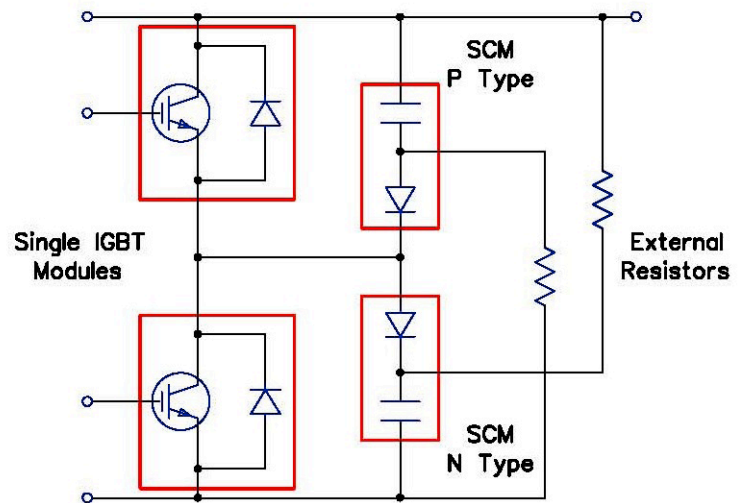 SCM
P Type
Single IGBT
Modules
External
Resistors
SCM
N Type